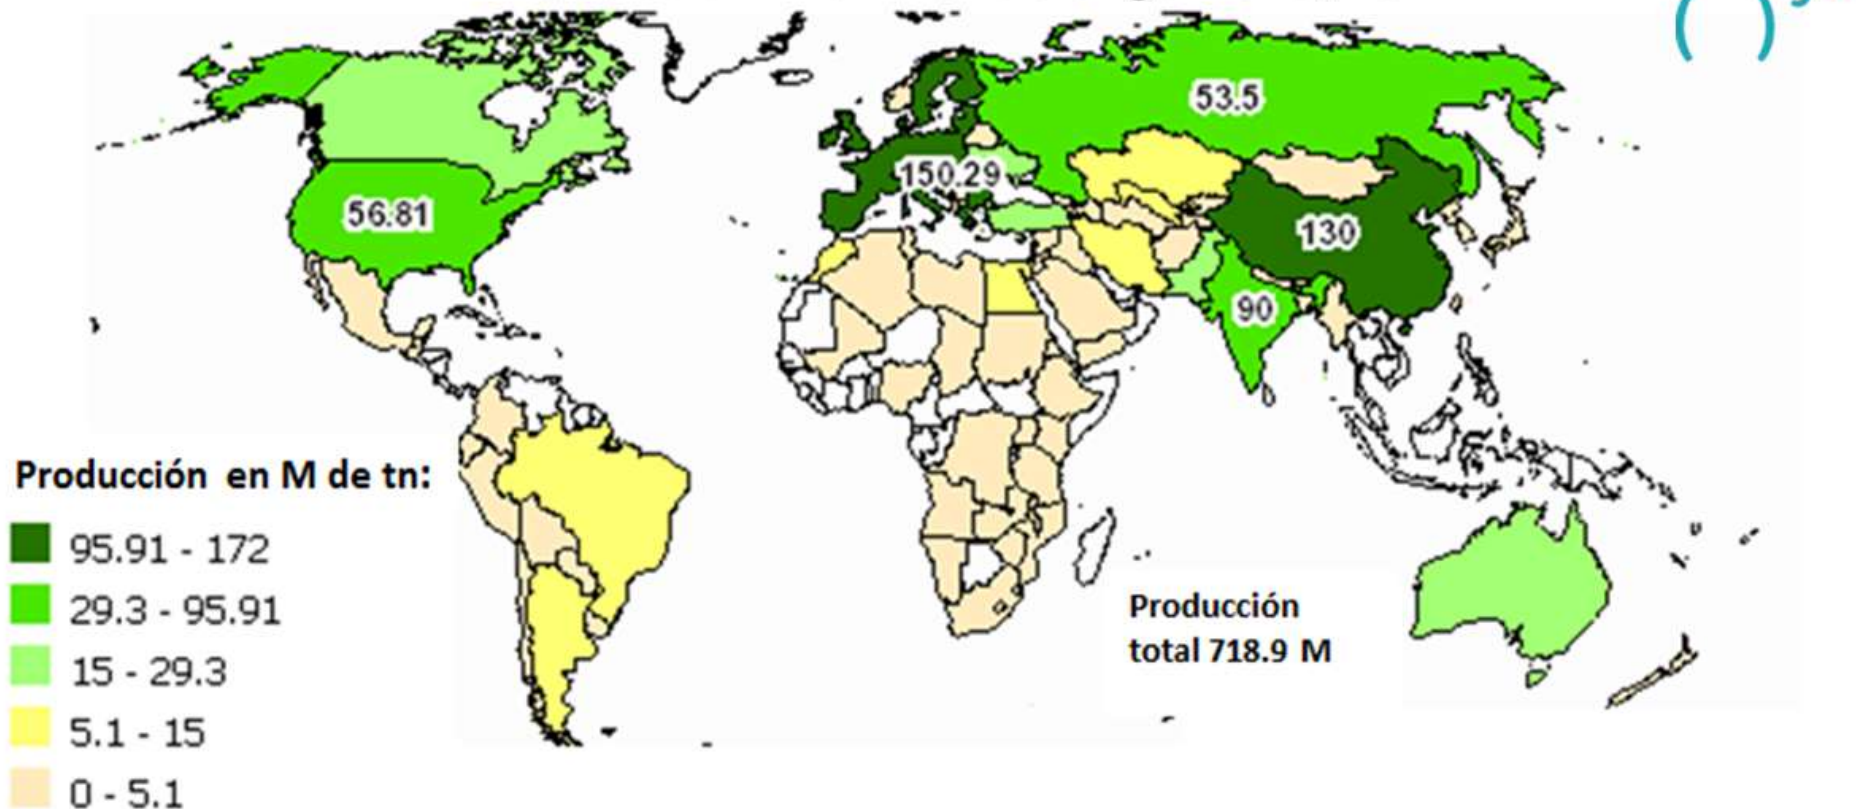 53.5
150.29
56.81
130
90
Producción en M de tn:
95.91 - 172
29.3 - 95.91
15 - 29.3
5.1 - 15
0 - 5.1
Producción
total 718.9 M